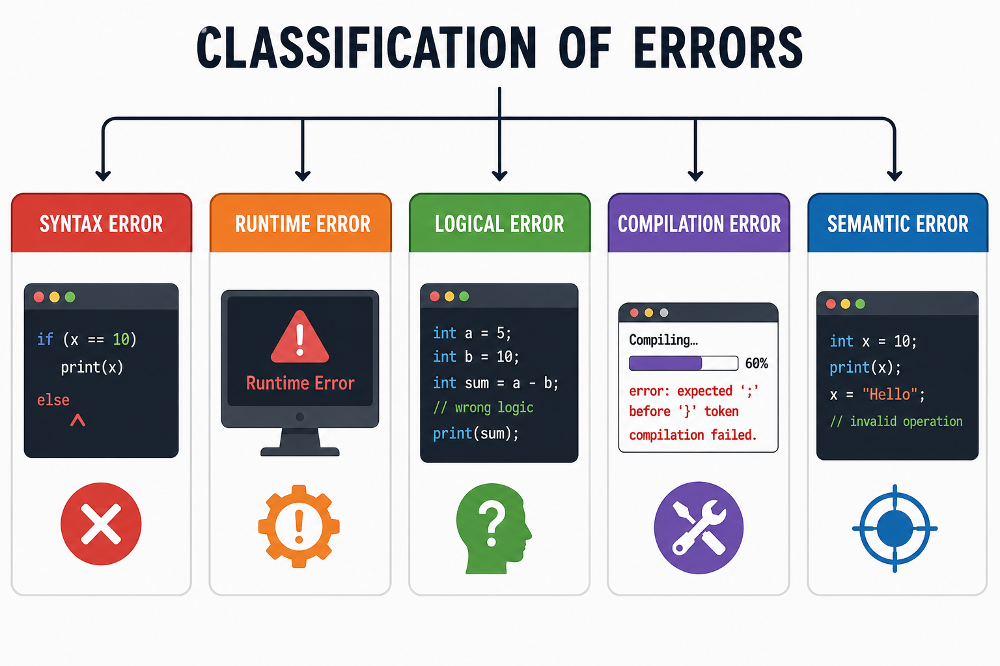 CLASSIFICATION OF ERRORS
SYNTAX ERROR
if (x == 10)
print(x)
else
^
RUNTIME ERROR
!
Runtime Error
!
LOGICAL ERROR
int a = 5;
int b = 10;
int sum = a - b;
// wrong logic
print(sum);
?
COMPILATION ERROR
Compiling...
60%
error: expected ‘;’
before ‘}’ token
compilation failed.
SEMANTIC ERROR
int x = 10;
print(x);
x = "Hello";
// invalid operation